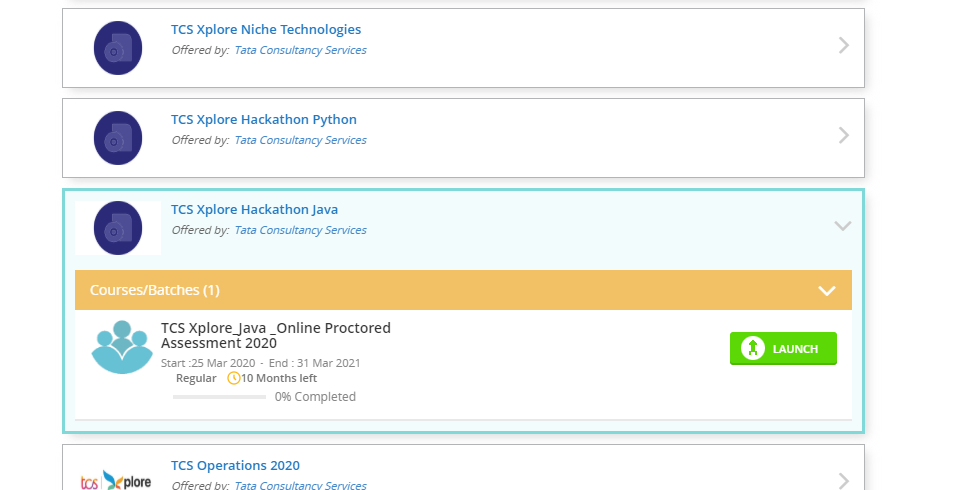 TCS Xplore Niche Technologies
Offered by: Tata Consultancy Services
TCS Xplore Hackathon Python
Offered by: Tata Consultancy Services
TCS Xplore Hackathon Java
Offered by: Tata Consultancy Services
Courses/Batches (1)
TCS Xplore_Java _Online Proctored
Assessment 2020
LAUNCH
Start :25 Mar 2020 - End : 31 Mar 2021
Regular 10 Months left
0% Completed
TCS Operations 2020
tcs Xplore
Offered by: Tata Consultancy Services